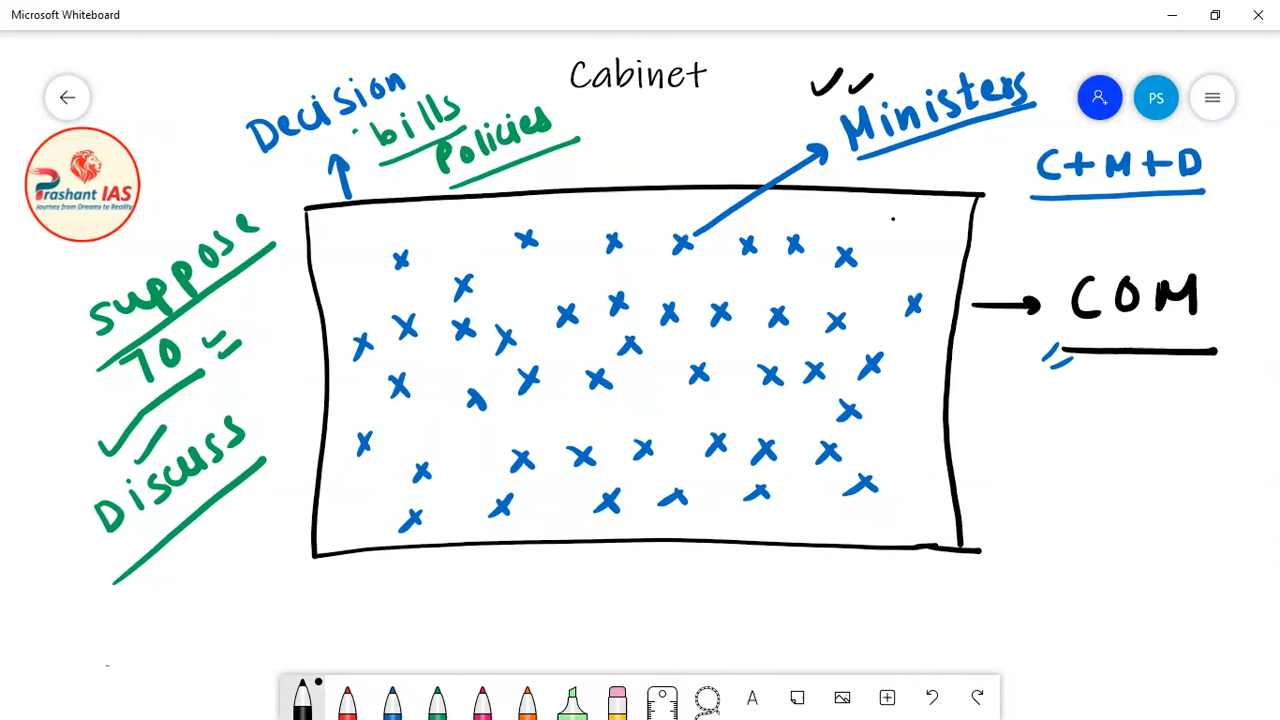 Microsoft Whiteboard
Cabinet
Decision
bills
Policies
Ministers
PS
C+M+D
Prashant IAS
Journey from Dreams to Reality
suppose
70
Discuss
COM
A